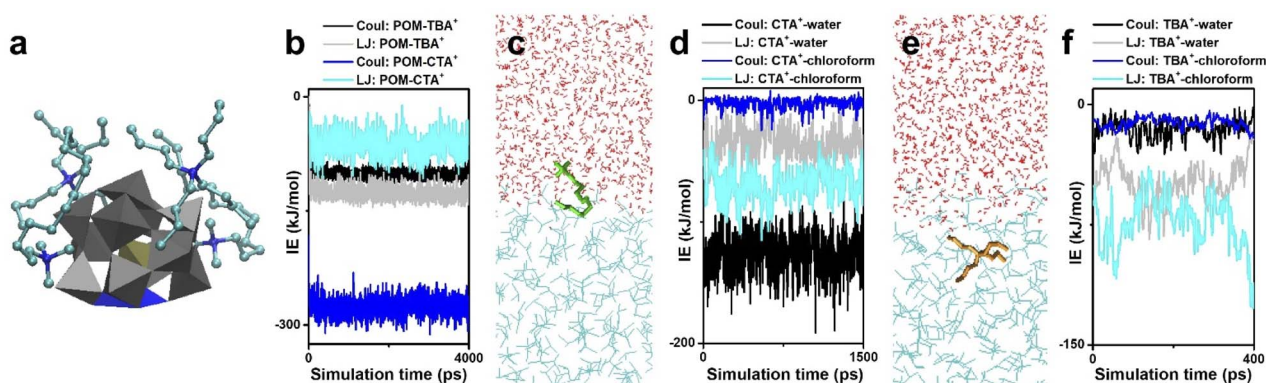 a
b
Coul: POM-TBA⁺
LJ: POM-TBA⁺
Coul: POM-CTA⁺
LJ: POM-CTA⁺
0
-300
IE (kJ/mol)
0
4000
Simulation time (ps)
c
d
Coul: CTA⁺-water
LJ: CTA⁺-water
Coul: CTA⁺-chloroform
LJ: CTA⁺-chloroform
0
-200
IE (kJ/mol)
0
1500
Simulation time (ps)
e
f
Coul: TBA⁺-water
LJ: TBA⁺-water
Coul: TBA⁺-chloroform
LJ: TBA⁺-chloroform
0
-150
IE (kJ/mol)
0
400
Simulation time (ps)